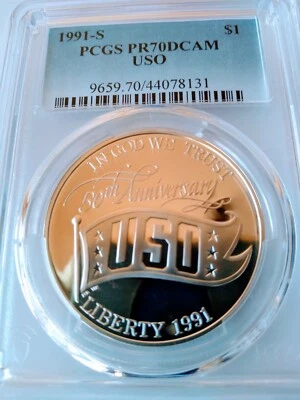 1991-S $1
PCGS PR70DCAM
USO
9659.70/44078131
IN GOD WE TRUST
50th Anniversary
USO
LIBERTY 1991